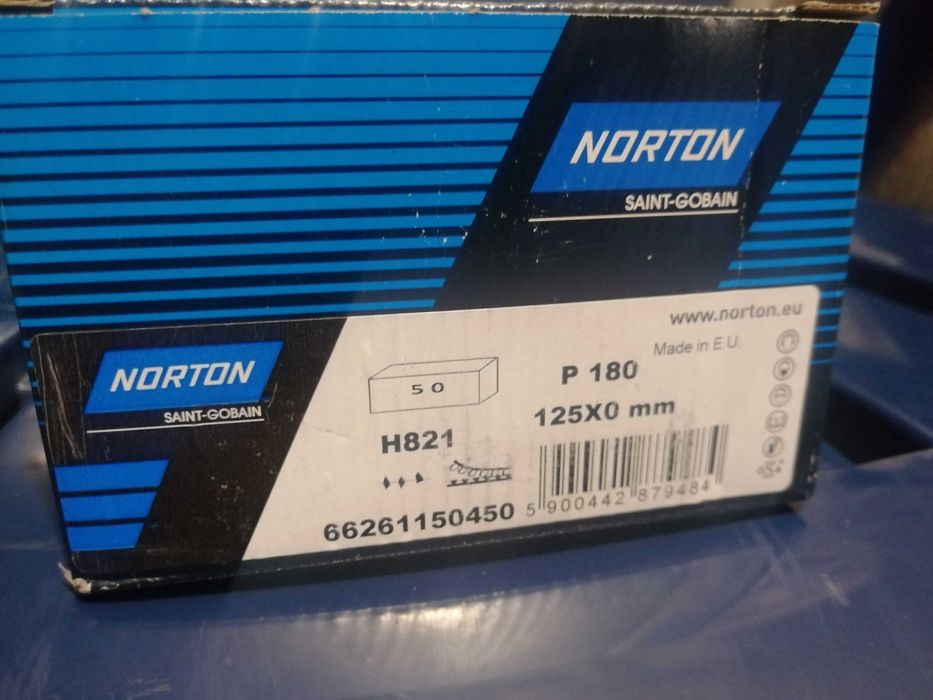 NORTON
SAINT-GOBAIN
www.norton.eu
Made in E.U.
NORTON
SAINT-GOBAIN
50
P 180
125X0 mm
H821
66261150450
5 900442 879484